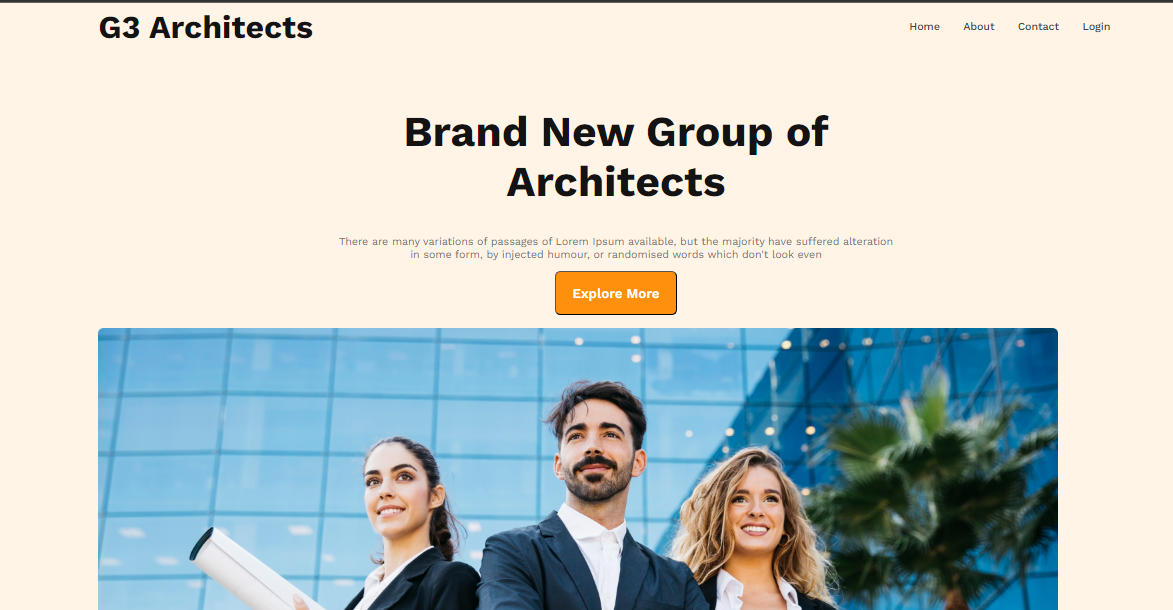 G3 Architects
Home About Contact Login
Brand New Group of
Architects
There are many variations of passages of Lorem Ipsum available, but the majority have suffered alteration
in some form, by injected humour, or randomised words which don't look even
Explore More